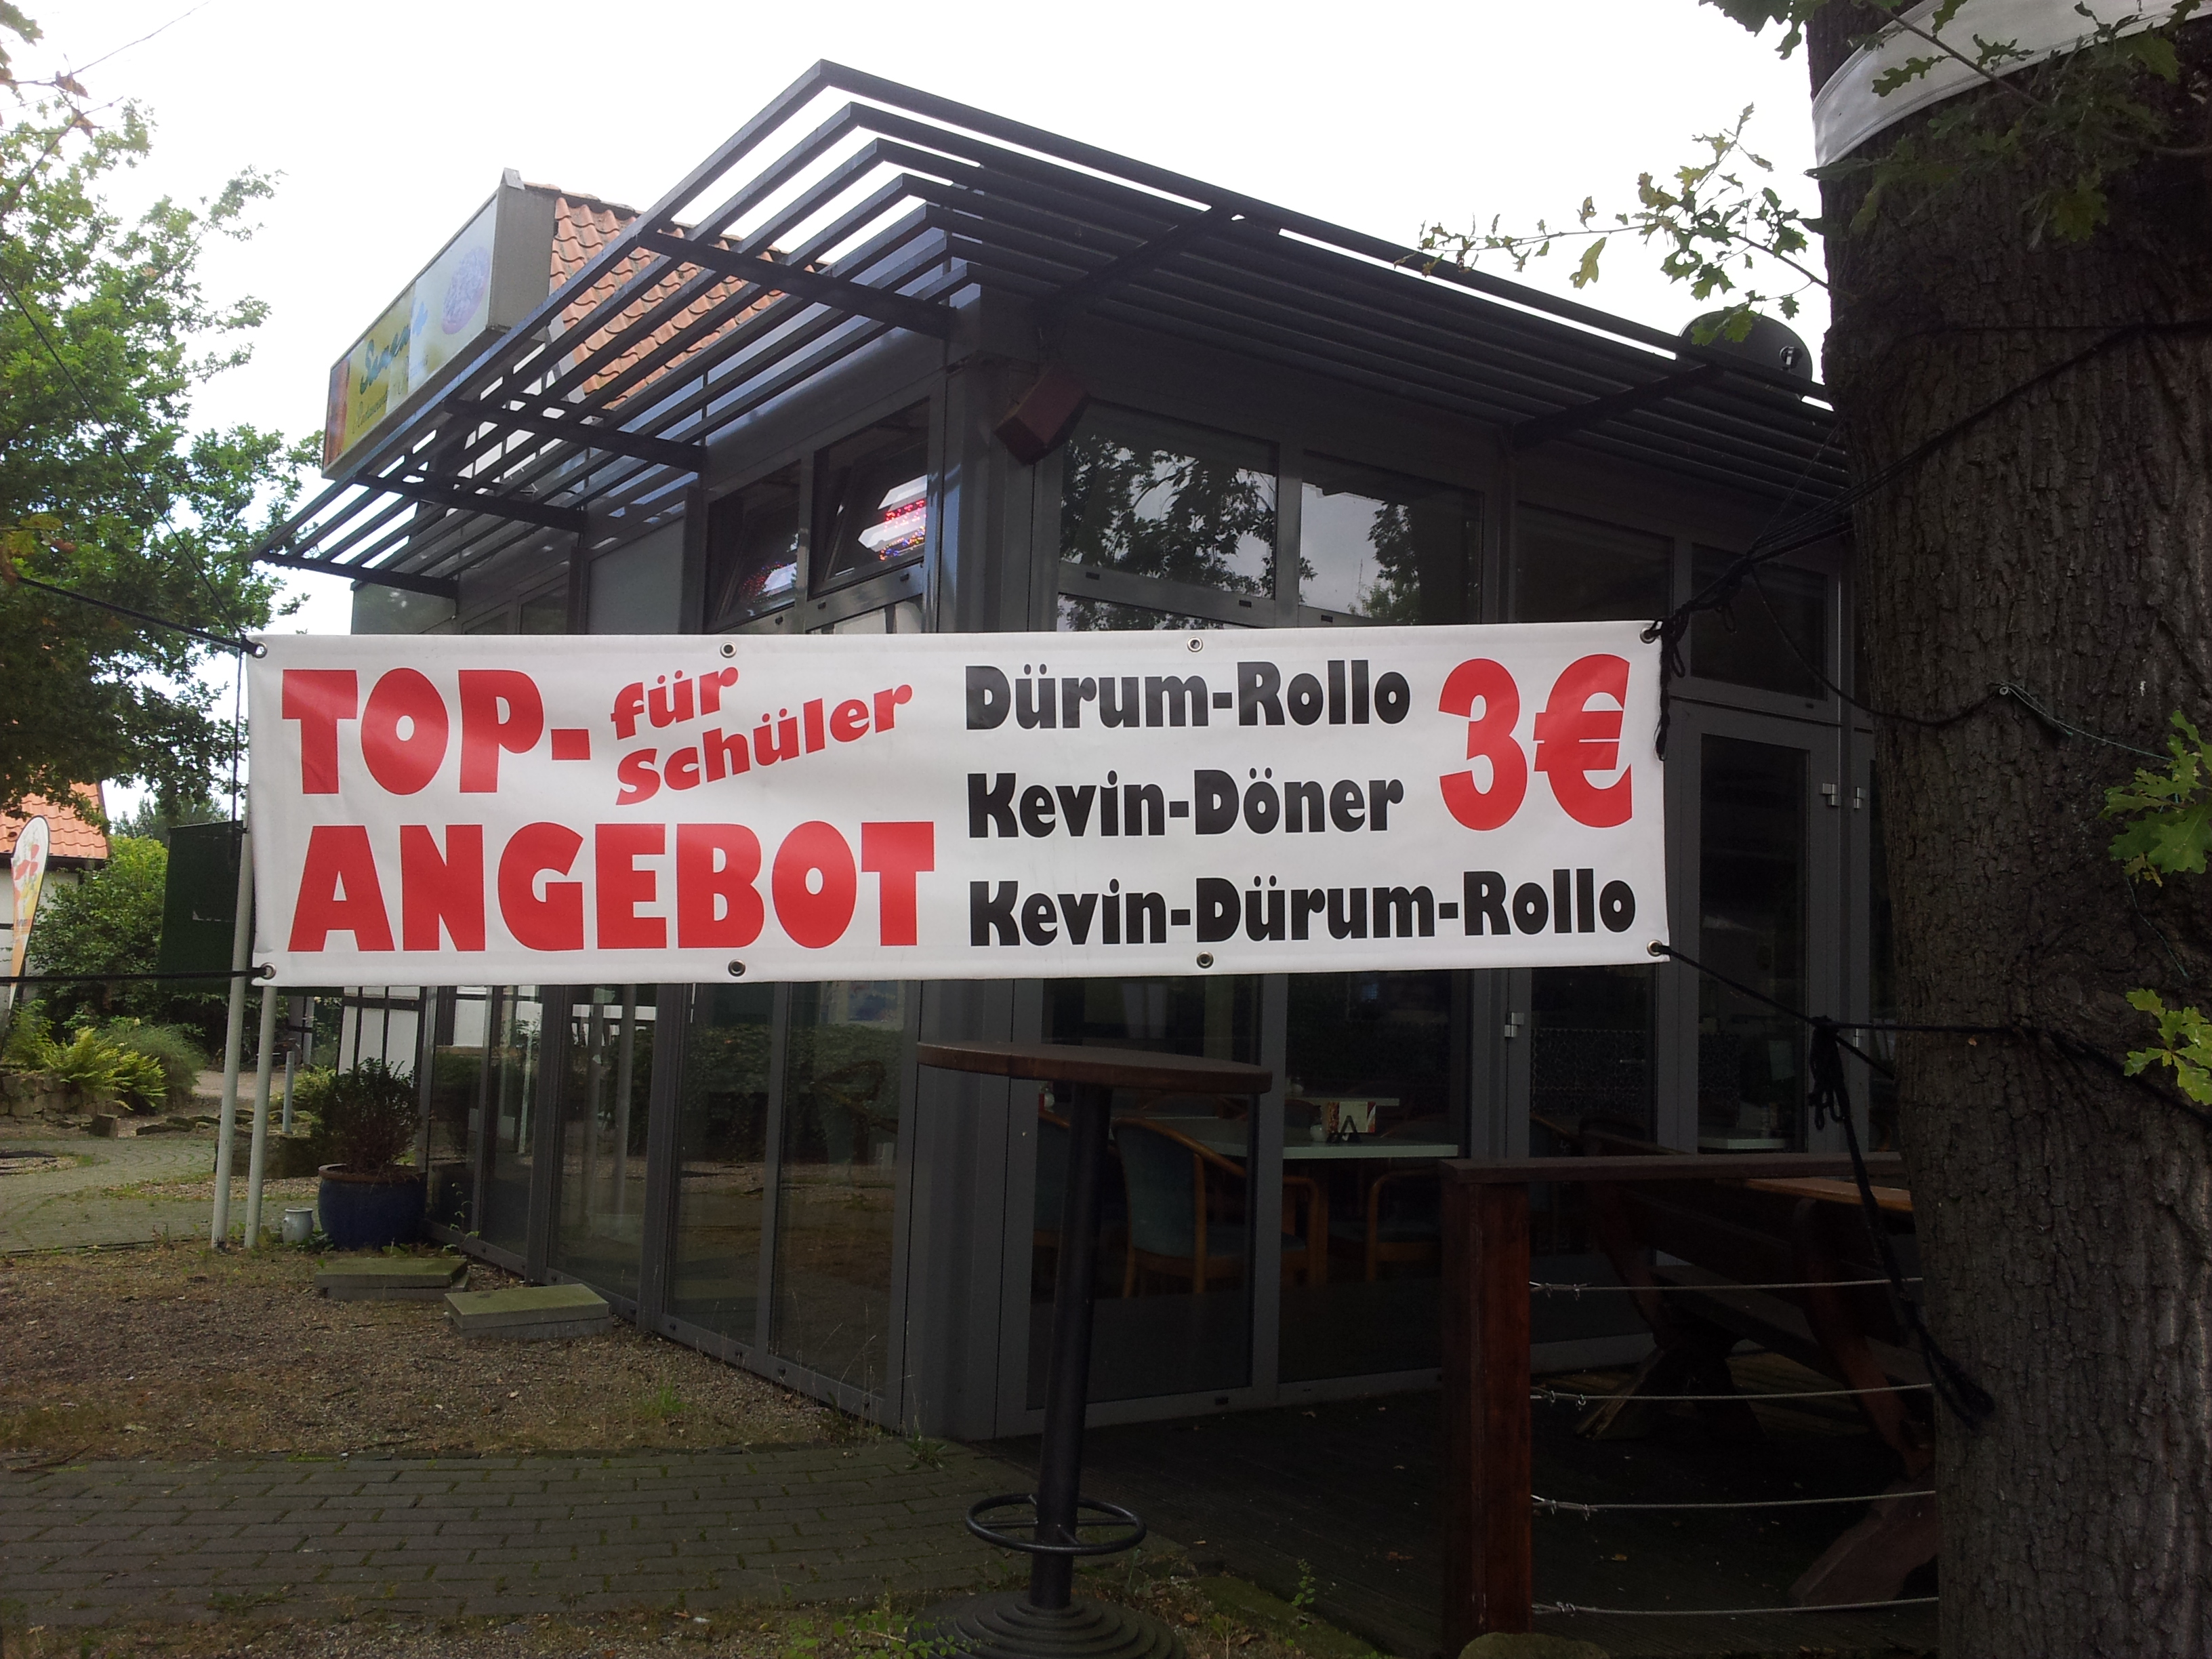 TOP- für
Schüler
ANGEBOT
Dürum-Rollo
Kevin-Döner
3€
Kevin-Dürum-Rollo